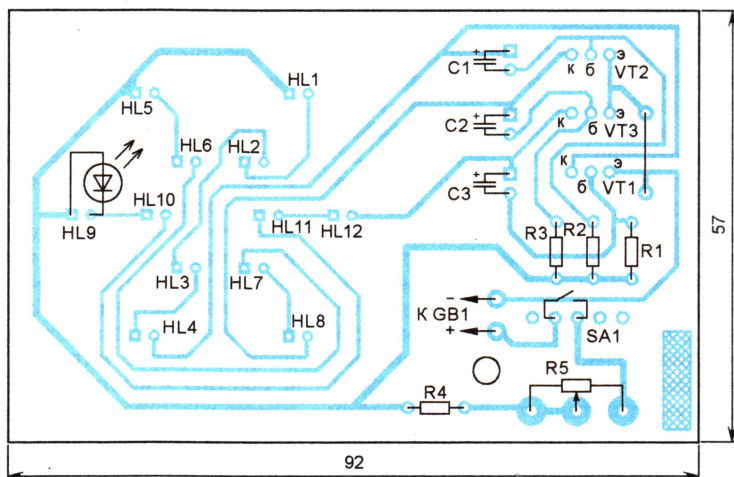 HL5
HL1
HL6
HL2
HL9
HL10
HL11
HL12
HL3
HL7
HL4
HL8
+
C1
+
C2
+
C3
к
б
э
VT2
к
б
э
VT3
к
б
э
VT1
R3
R2
R1
−
К GB1
+
SA1
R4
R5
57
92